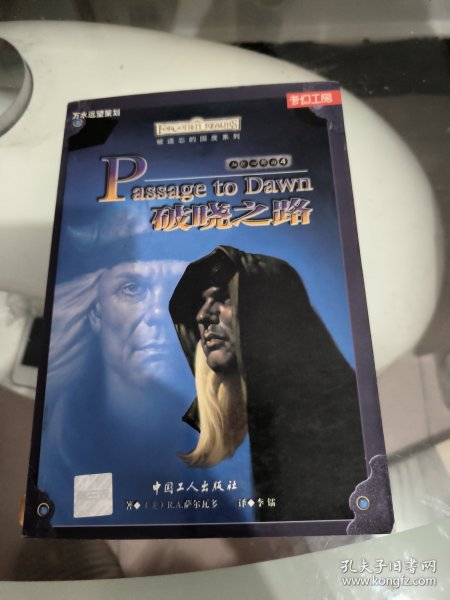 万水远望策划
梦幻工房
FORGOTTEN REALMS
被遗忘的国度系列
Passage to Dawn
破晓之路
中国工人出版社
著◆（美）R.A.萨尔瓦多 译◆李镭
孔夫子旧书网
www.kongfz.com